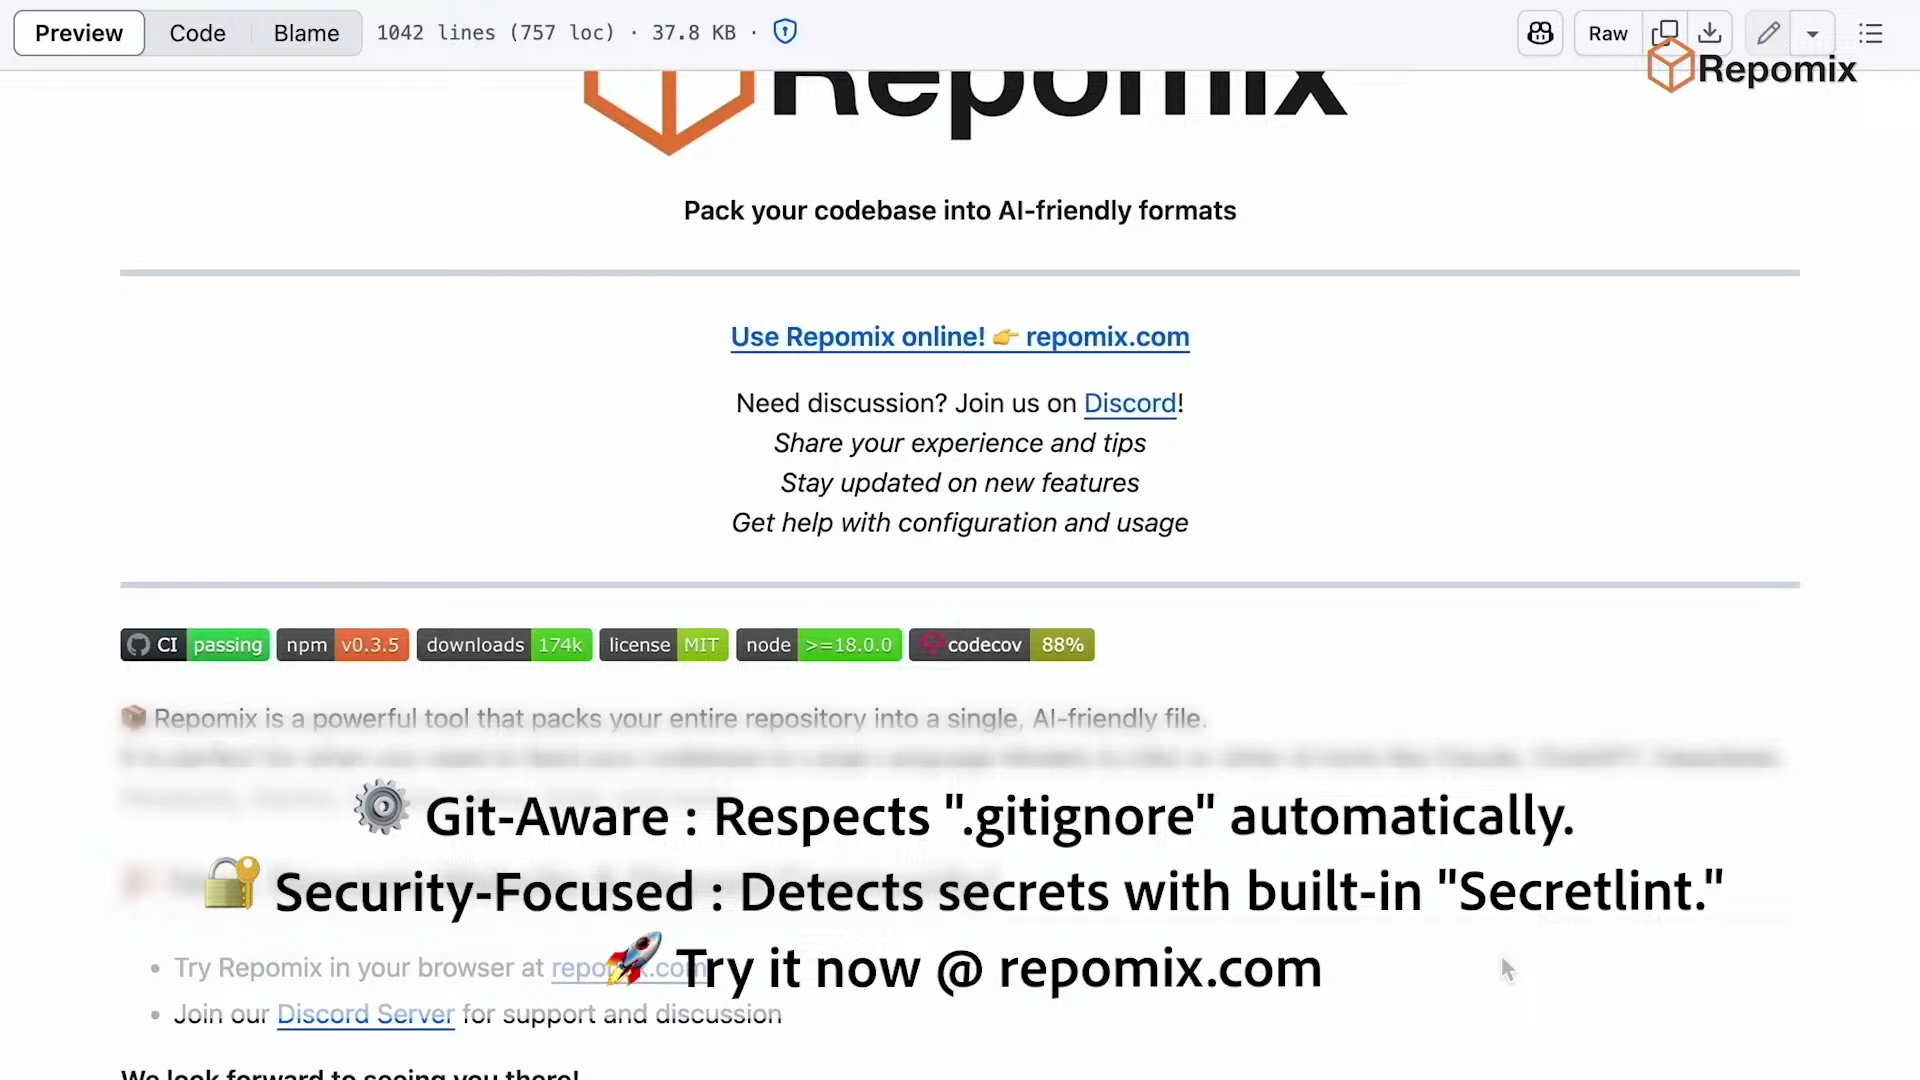 Preview Code Blame 1042 lines (757 loc) · 37.8 KB · Raw
Repomix
Repomix
Pack your codebase into AI-friendly formats
Use Repomix online! 👉 repomix.com
Need discussion? Join us on Discord!
Share your experience and tips
Stay updated on new features
Get help with configuration and usage
CI passing npm v0.3.5 downloads 174k license MIT node >=18.0.0 codecov 88%
📦 Repomix is a powerful tool that packs your entire repository into a single, AI-friendly file.
⚙️ Git-Aware : Respects ".gitignore" automatically.
🔐 Security-Focused : Detects secrets with built-in "Secretlint."
🚀 Try it now @ repomix.com
• Try Repomix in your browser at repomix.com
• Join our Discord Server for support and discussion
We look forward to seeing you there!